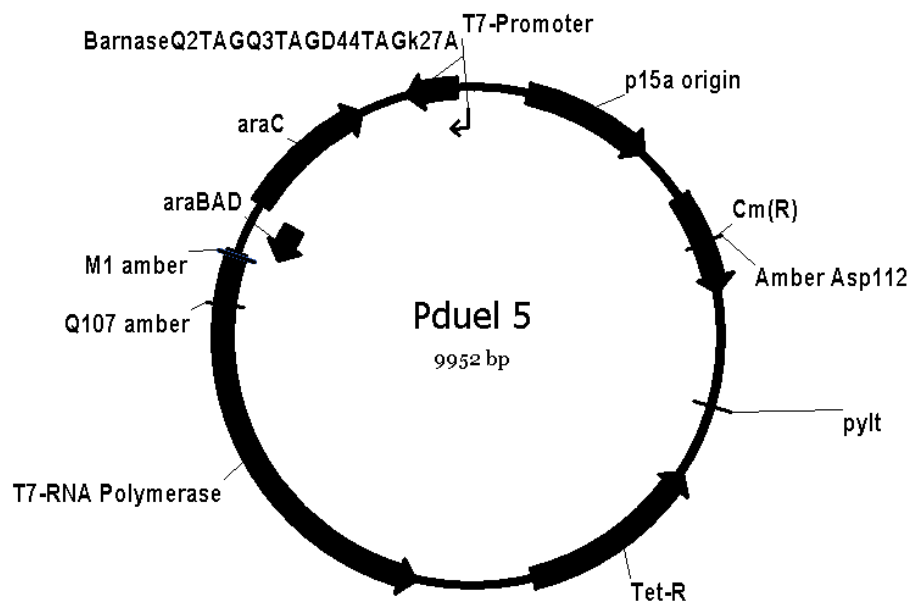 BarnaseQ2TAGQ3TAGD44TAGk27A
T7-Promoter
p15a origin
araC
araBAD
Cm(R)
M1 amber
Amber Asp112
Q107 amber
Pduel 5
9952 bp
pylt
T7-RNA Polymerase
Tet-R